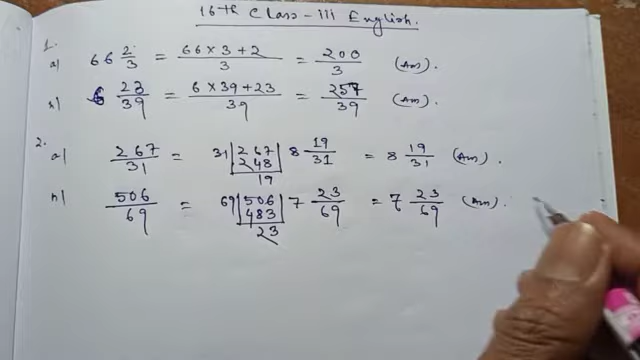 16th Class-III English.
1.
a) 66 2/3 = (66 × 3 + 2)/3 = 200/3 (Ans).
6 23/39 = (6 × 39 + 23)/39 = 257/39 (Ans).
2.
a) 267/31 = 31 | 267 | 8 19/31 = 8 19/31 (Ans).
248
19
506/69 = 69 | 506 | 7 23/69 = 7 23/69 (Ans).
483
23